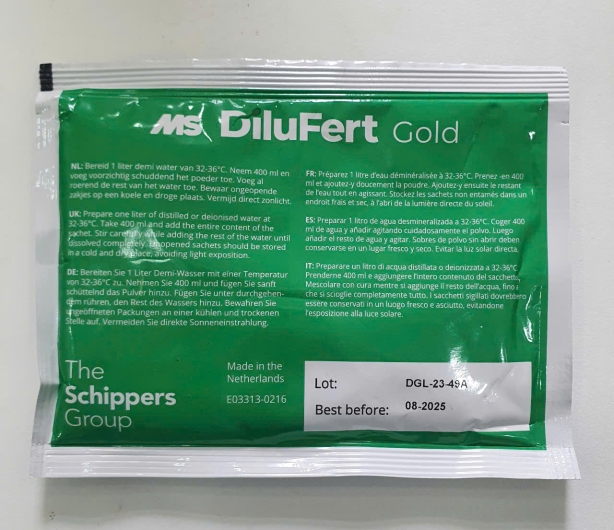 MS DiluFert Gold
NL: Bereid 1 liter demi water van 32-36°C. Neem 400 ml en
voeg voorzichtig schuddend het poeder toe. Voeg al
roerend de rest van het water toe. Bewaar ongeopende
zakjes op een koele en droge plaats. Vermijd direct zonlicht.
UK: Prepare one liter of distilled or deionised water at
32-36°C. Take 400 ml and add the entire content of the
sachet. Stir carefully while adding the rest of the water until
dissolved completely. Unopened sachets should be stored
in a cold and dry place, avoiding light exposition.
DE: Bereiten Sie 1 Liter Demi-Wasser mit einer Temperatur
von 32-36°C zu. Nehmen Sie 400 ml und fügen Sie sanft
schüttelnd das Pulver hinzu. Fügen Sie unter durchgehen-
dem rühren, den Rest des Wassers hinzu. Bewahren Sie
ungeöffneten Packungen an einer kühlen und trockenen
Stelle auf. Vermeiden Sie direkte Sonneneinstrahlung.
FR: Préparez 1 litre d'eau déminéralisée à 32-36°C. Prenez -en 400
ml et ajoutez-y doucement la poudre. Ajoutez-y ensuite le restant
de l'eau tout en agissant. Stockez les sachets non entamés dans un
endroit frais et sec, à l'abri de la lumière directe du soleil.
ES: Preparar 1 litro de agua desmineralizada a 32-36°C. Coger 400
ml de agua y añadir agitando cuidadosamente el polvo. Luego
añadir el resto de agua y agitar. Sobres de polvo sin abrir deben
conservarse en un lugar fresco y seco. Evitar la luz solar directa.
IT: Preparare un litro di acqua distillata o deionizzata a 32-36°C.
Prenderme 400 ml e aggiungere l'intero contenuto del sacchetto.
Mescolare con cura mentre si aggiunge il resto dell'acqua, fino a
che si scioglie completamente tutto. I sacchetti sigillati dovrebbero
essere conservati in un luogo fresco e asciutto, evitandone
l'esposizione alla luce solare.
The
Schippers
Group
Made in the
Netherlands
E03313-0216
Lot: DGL-23-49A
Best before: 08-2025